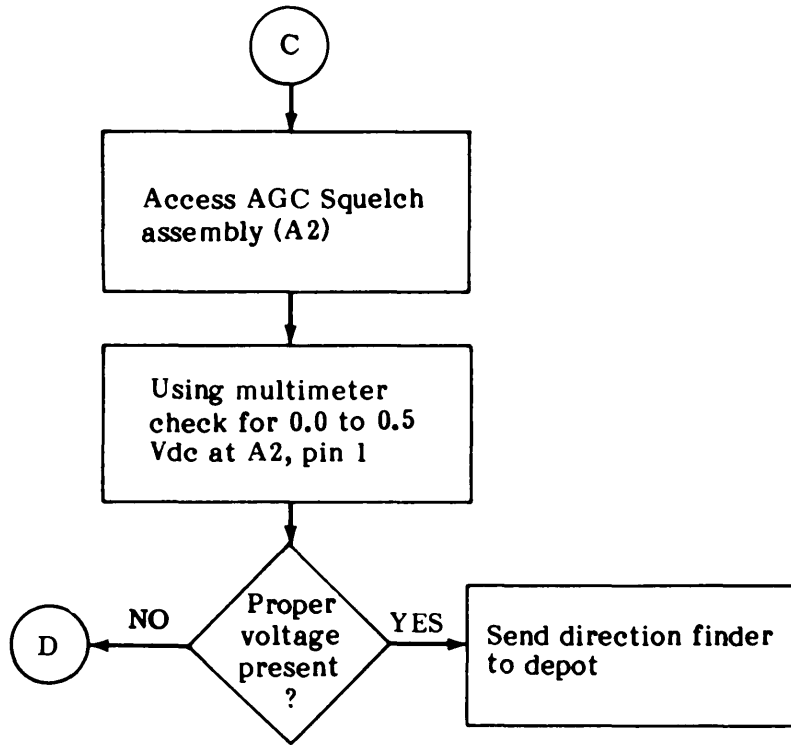 C
Access AGC Squelch
assembly (A2)
Using multimeter
check for 0.0 to 0.5
Vdc at A2, pin 1
Proper
voltage
present
?
NO
D
YES
Send direction finder
to depot